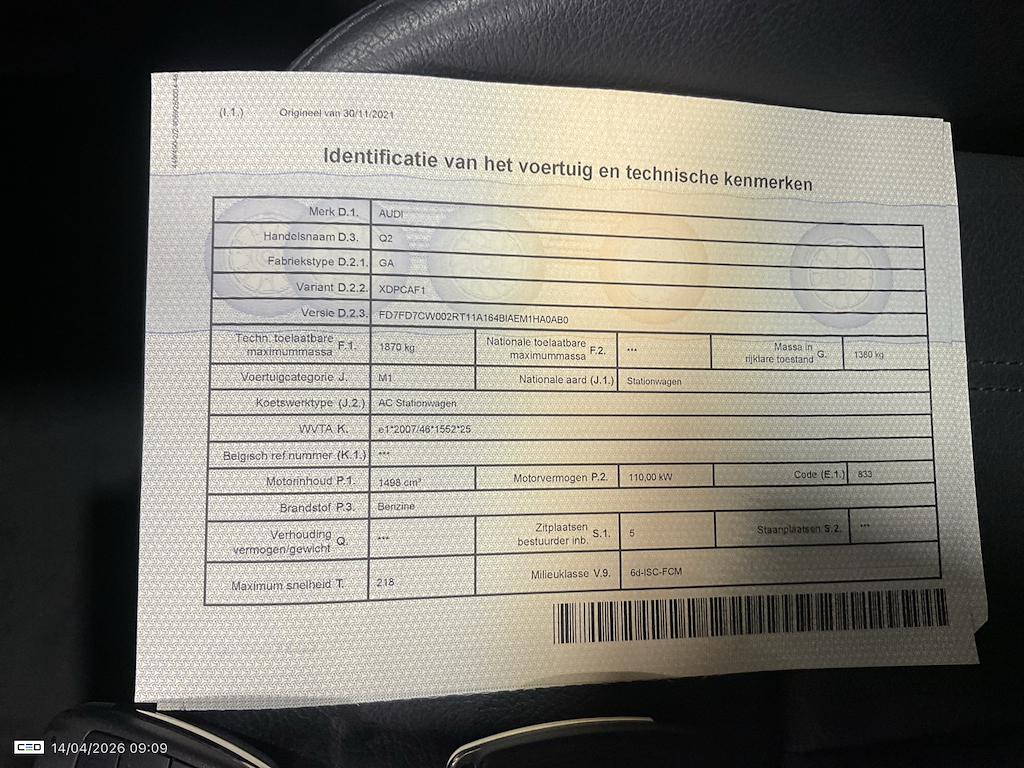 (I.1.) Origineel van 30/11/2021
Identificatie van het voertuig en technische kenmerken
Merk D.1. AUDI
Handelsnaam D.3. Q2
Fabriekstype D.2.1. GA
Variant D.2.2. XDPCAF1
Versie D.2.3. FD7FD7CW002RT11A164BIAEM1HA0AB0
Techn. toelaatbare
maximummassa F.1. 1870 kg
Nationale toelaatbare
maximummassa F.2. ***
Massa in
rijklare toestand G. 1360 kg
Voertuigcategorie J. M1 Nationale aard (J.1.) Stationwagen
Koetswerktype (J.2.) AC Stationwagen
WVTA K. e1*2007/46*1552*25
Belgisch ref.nummer (K.1.) ***
Motorinhoud P.1. 1498 cm³ Motorvermogen P.2. 110,00 kW Code (E.1.) 833
Brandstof P.3. Benzine
Verhouding
vermogen/gewicht Q. ***
Zitplaatsen
bestuurder inb. S.1. 5
Staanplaatsen S.2. ***
Maximum snelheid T. 218 Milieuklasse V.9. 6d-ISC-FCM
CEO 14/04/2026 09:09